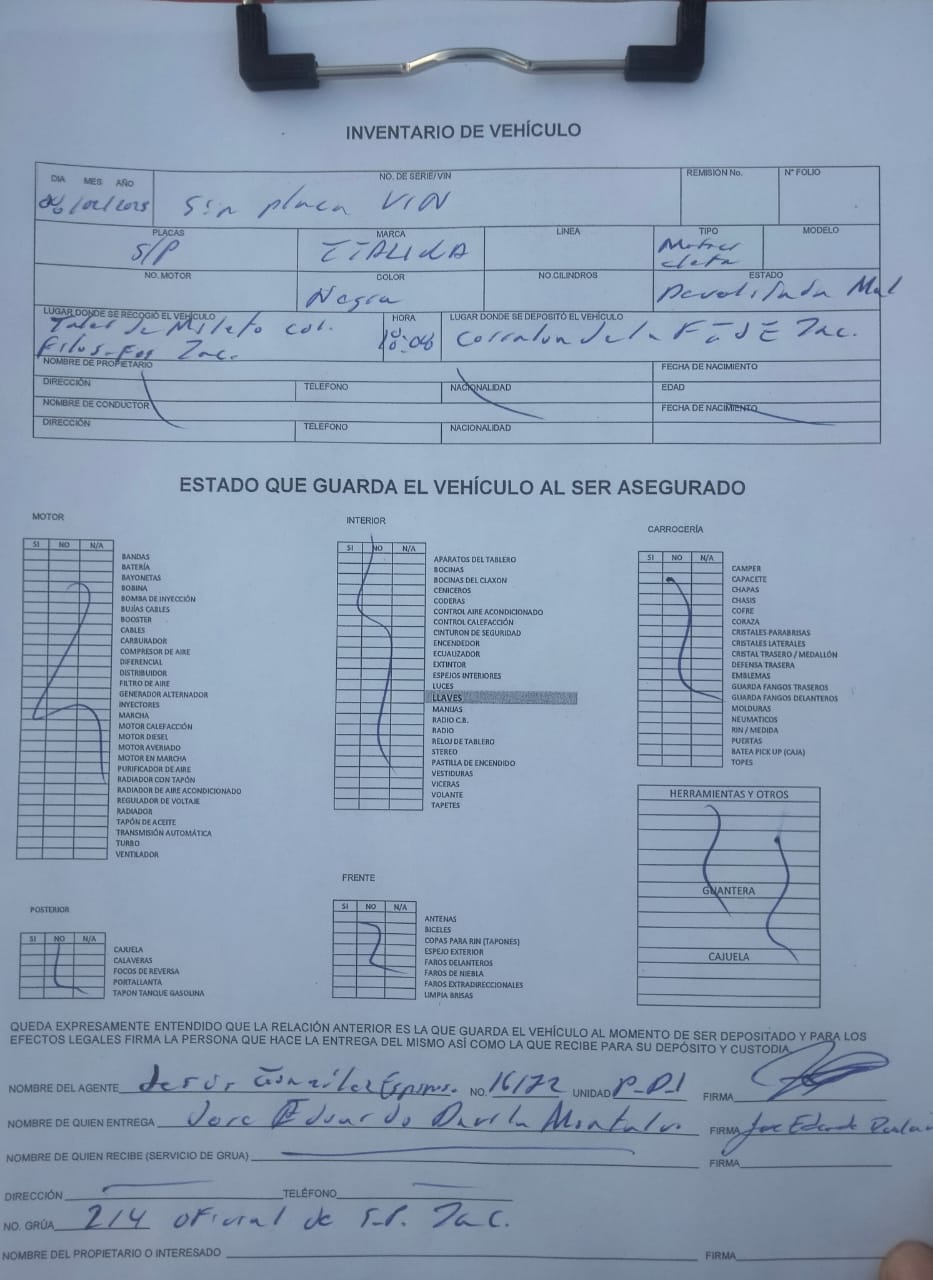 INVENTARIO DE VEHÍCULO
DIA MES AÑO NO. DE SERIE/VIN REMISION No. N° FOLIO
06/02/2025 Sin placa VIN
PLACAS MARCA LINEA TIPO MODELO
S/P ITALIKA Motoci cleta
NO. MOTOR COLOR NO.CILINDROS ESTADO
Negra Mal
LUGAR DONDE SE RECOGIÓ EL VEHÍCULO HORA LUGAR DONDE SE DEPOSITÓ EL VEHÍCULO
Tales de Mileto col. 18:06 Corralon de la Zac.
Zac.
NOMBRE DE PROPIETARIO FECHA DE NACIMIENTO
DIRECCIÓN TELEFONO NACIONALIDAD EDAD
NOMBRE DE CONDUCTOR FECHA DE NACIMIENTO
DIRECCIÓN TELÉFONO NACIONALIDAD
ESTADO QUE GUARDA EL VEHÍCULO AL SER ASEGURADO
MOTOR
SI NO N/A
BANDAS
BATERÍA
BAYONETAS
BOBINA
BOMBA DE INYECCIÓN
BUJÍAS CABLES
BOOSTER
CABLES
CARBURADOR
COMPRESOR DE AIRE
DIFERENCIAL
DISTRIBUIDOR
FILTRO DE AIRE
GENERADOR ALTERNADOR
INYECTORES
MARCHA
MOTOR CALEFACCIÓN
MOTOR DIESEL
MOTOR AVERIADO
MOTOR EN MARCHA
PURIFICADOR DE AIRE
RADIADOR CON TAPÓN
RADIADOR DE AIRE ACONDICIONADO
REGULADOR DE VOLTAJE
RADIADOR
TAPÓN DE ACEITE
TRANSMISIÓN AUTOMÁTICA
TURBO
VENTILADOR
INTERIOR
SI NO N/A
APARATOS DEL TABLERO
BOCINAS
BOCINAS DEL CLAXON
CENICEROS
CODERAS
CONTROL AIRE ACONDICIONADO
CONTROL CALEFACCIÓN
CINTURON DE SEGURIDAD
ENCENDEDOR
ECUALIZADOR
EXTINTOR
ESPEJOS INTERIORES
LUCES
LLAVES
MANIJAS
RADIO C.B.
RADIO
RELOJ DE TABLERO
STEREO
PASTILLA DE ENCENDIDO
VESTIDURAS
VICERAS
VOLANTE
TAPETES
CARROCERÍA
SI NO N/A
CAMPER
CAPACETE
CHAPAS
CHASIS
COFRE
CORAZA
CRISTALES PARABRISAS
CRISTALES LATERALES
CRISTAL TRASERO / MEDALLÓN
DEFENSA TRASERA
EMBLEMAS
GUARDA FANGOS TRASEROS
GUARDA FANGOS DELANTEROS
MOLDURAS
NEUMATICOS
RIN / MEDIDA
PUERTAS
BATEA PICK UP (CAJA)
TOPES
HERRAMIENTAS Y OTROS
GUANTERA
CAJUELA
POSTERIOR
SI NO N/A
CAJUELA
CALAVERAS
FOCOS DE REVERSA
PORTALLANTA
TAPON TANQUE GASOLINA
FRENTE
SI NO N/A
ANTENAS
BICELES
COPAS PARA RIN (TAPONES)
ESPEJO EXTERIOR
FAROS DELANTEROS
FAROS DE NIEBLA
FAROS EXTRADIRECCIONALES
LIMPIA BRISAS
QUEDA EXPRESAMENTE ENTENDIDO QUE LA RELACIÓN ANTERIOR ES LA QUE GUARDA EL VEHÍCULO AL MOMENTO DE SER DEPOSITADO Y PARA LOS
EFECTOS LEGALES FIRMA LA PERSONA QUE HACE LA ENTREGA DEL MISMO ASÍ COMO LA QUE RECIBE PARA SU DEPÓSITO Y CUSTODIA
NOMBRE DEL AGENTE Jesús González NO. 16172 UNIDAD P-D1 FIRMA
NOMBRE DE QUIEN ENTREGA Jose Eduardo Davila Montalvo FIRMA Jose Eduardo
NOMBRE DE QUIEN RECIBE (SERVICIO DE GRUA) FIRMA
DIRECCIÓN TELÉFONO
NO. GRÚA 214 oficial de S.P. Zac.
NOMBRE DEL PROPIETARIO O INTERESADO FIRMA